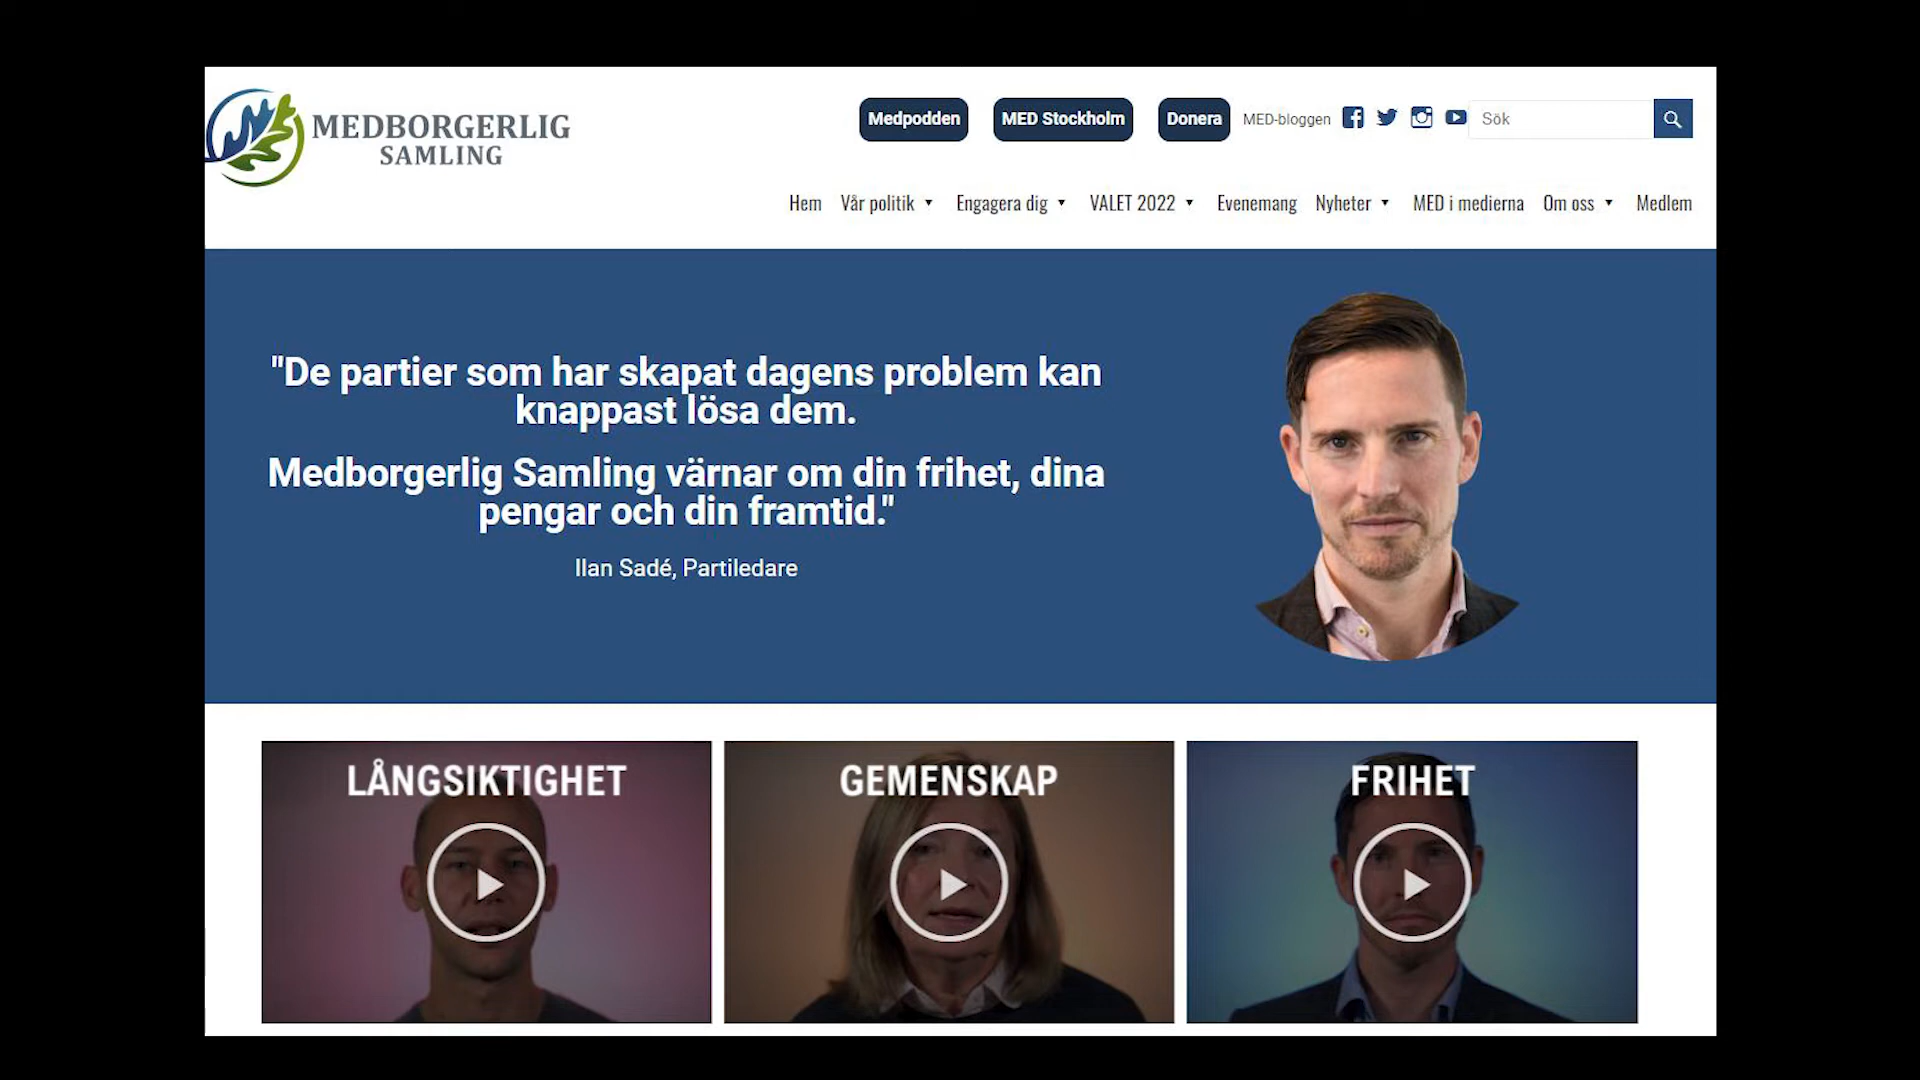 MEDBORGERLIG
SAMLING
Medpodden
MED Stockholm
Donera
MED-bloggen
Sök
Hem
Vår politik
Engagera dig
VALET 2022
Evenemang
Nyheter
MED i medierna
Om oss
Medlem
"De partier som har skapat dagens problem kan
knappast lösa dem.
Medborgerlig Samling värnar om din frihet, dina
pengar och din framtid."
Ilan Sadé, Partiledare
LÅNGSIKTIGHET
GEMENSKAP
FRIHET